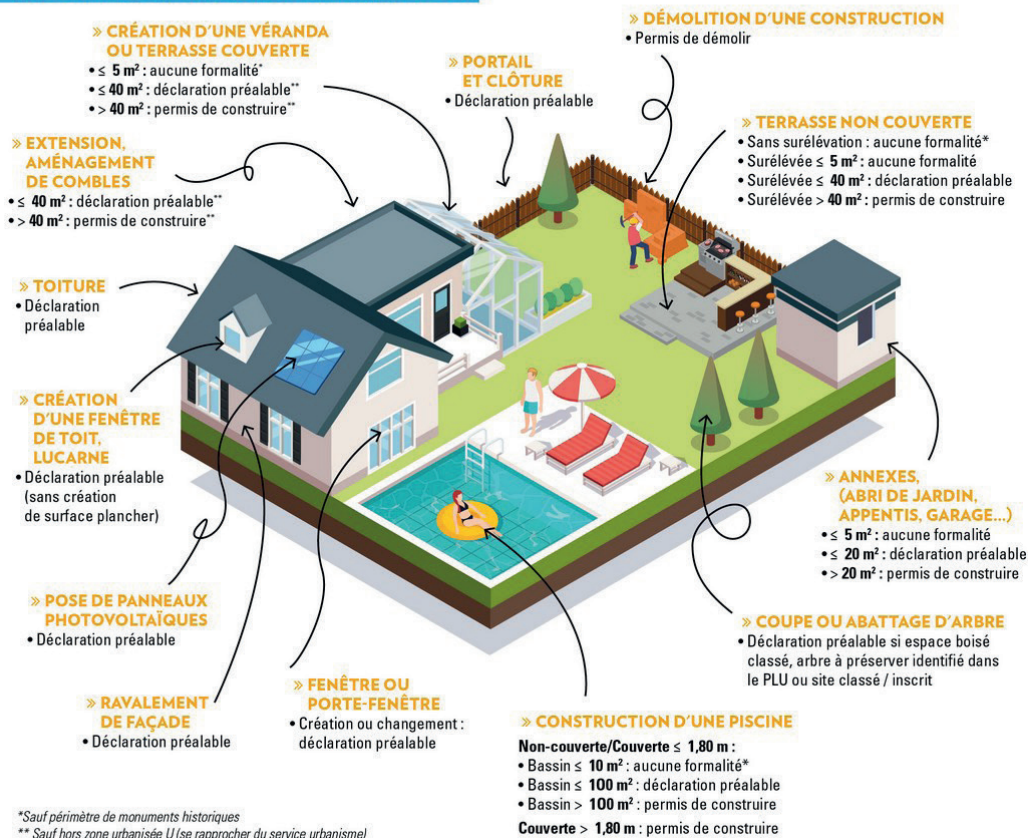 » CRÉATION D'UNE VÉRANDA
OU TERRASSE COUVERTE
• ≤ 5 m² : aucune formalité*
• ≤ 40 m² : déclaration préalable**
• > 40 m² : permis de construire**
» PORTAIL
ET CLÔTURE
• Déclaration préalable
» DÉMOLITION D'UNE CONSTRUCTION
• Permis de démolir
» TERRASSE NON COUVERTE
• Sans surélévation : aucune formalité*
• Surélévée ≤ 5 m² : aucune formalité
• Surélévée ≤ 40 m² : déclaration préalable
• Surélévée > 40 m² : permis de construire
» EXTENSION,
AMÉNAGEMENT
DE COMBLES
• ≤ 40 m² : déclaration préalable**
• > 40 m² : permis de construire**
» TOITURE
• Déclaration
préalable
» CRÉATION
D'UNE FENÊTRE
DE TOIT,
LUCARNE
• Déclaration préalable
(sans création
de surface plancher)
» ANNEXES,
(ABRI DE JARDIN,
APPENTIS, GARAGE...)
• ≤ 5 m² : aucune formalité
• ≤ 20 m² : déclaration préalable
• > 20 m² : permis de construire
» POSE DE PANNEAUX
PHOTOVOLTAÏQUES
• Déclaration préalable
» COUPE OU ABATTAGE D'ARBRE
• Déclaration préalable si espace boisé
classé, arbre à préserver identifié dans
le PLU ou site classé / inscrit
» RAVALEMENT
DE FAÇADE
• Déclaration préalable
» FENÊTRE OU
PORTE-FENÊTRE
• Création ou changement :
déclaration préalable
» CONSTRUCTION D'UNE PISCINE
Non-couverte/Couverte ≤ 1,80 m :
• Bassin ≤ 10 m² : aucune formalité*
• Bassin ≤ 100 m² : déclaration préalable
• Bassin > 100 m² : permis de construire
Couverte > 1,80 m : permis de construire
*Sauf périmètre de monuments historiques
** Sauf hors zone urbanisée U (se rapprocher du service urbanisme)